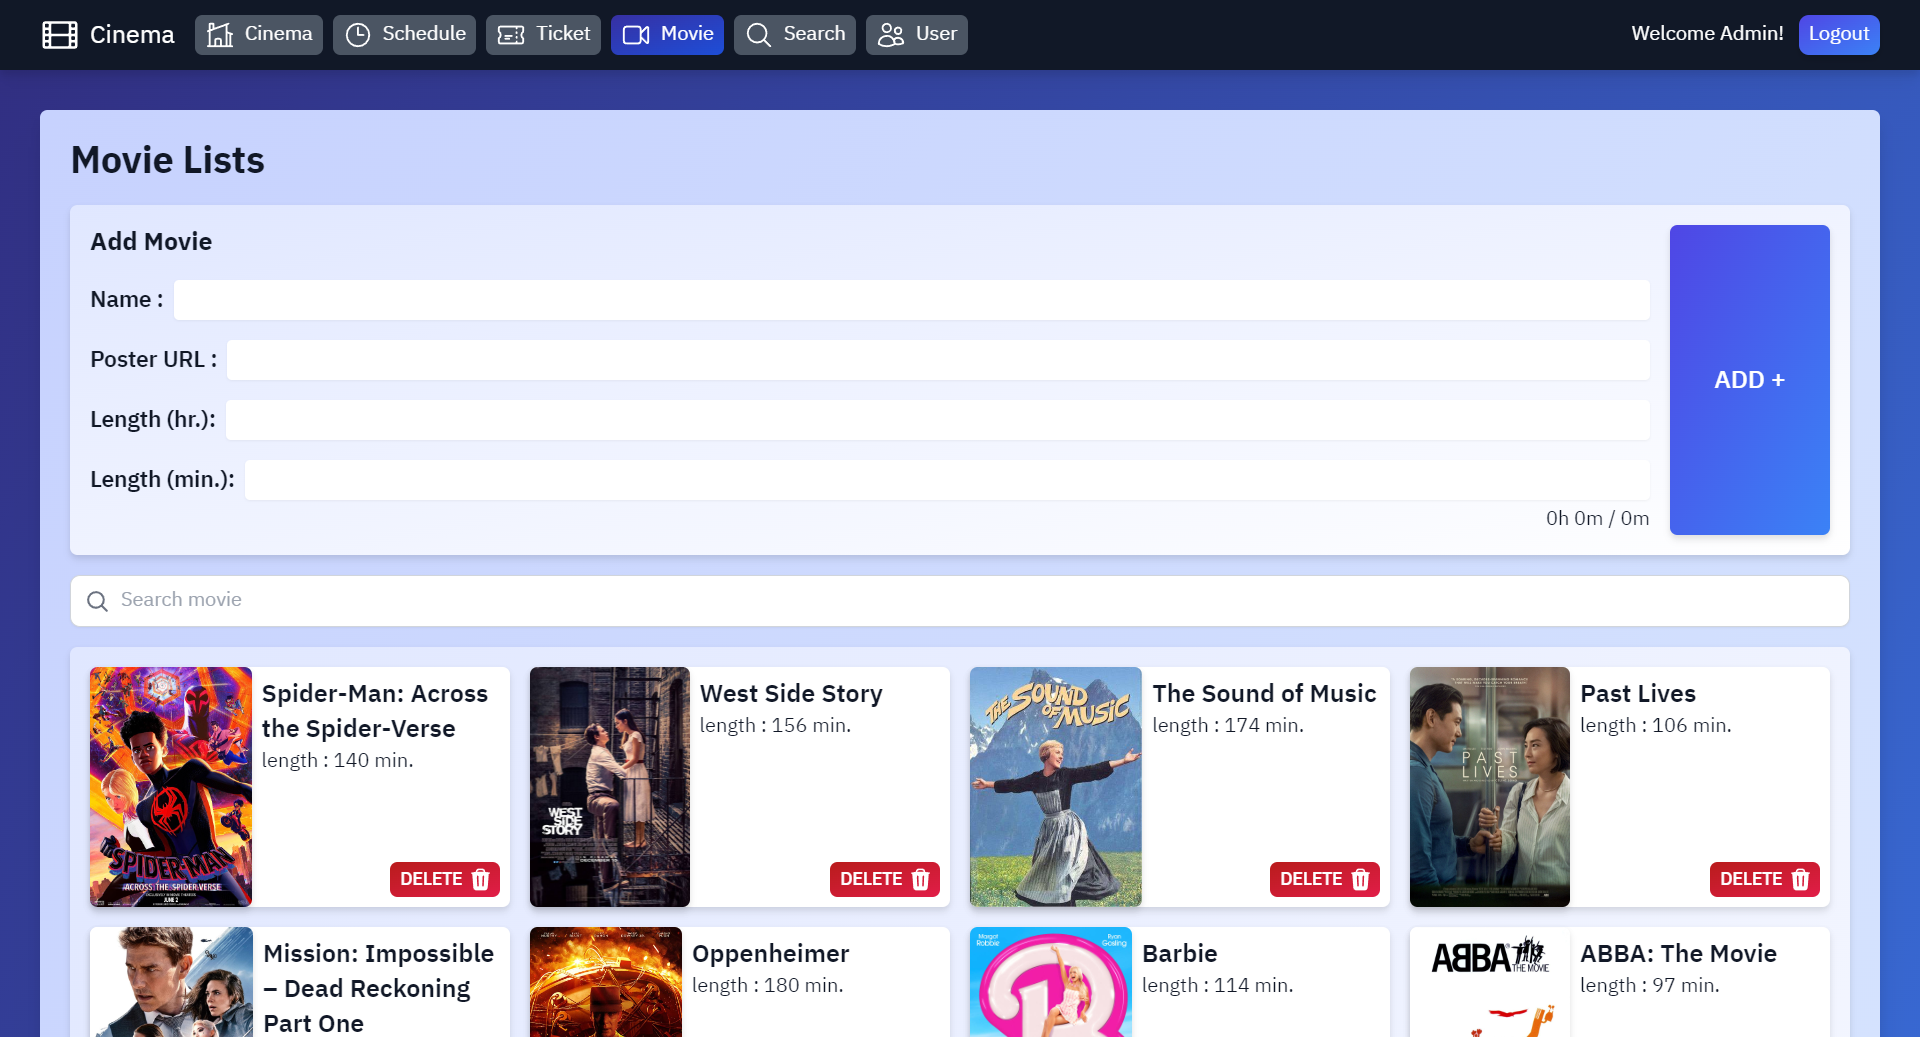 Cinema
Cinema
Schedule
Ticket
Movie
Search
User
Welcome Admin!
Logout
Movie Lists
Add Movie
Name :
Poster URL :
Length (hr.):
Length (min.):
0h 0m / 0m
ADD +
Search movie
Spider-Man: Across
the Spider-Verse
length : 140 min.
DELETE
SPIDER-MAN
ACROSS THE SPIDER-VERSE
JUNE 2
West Side Story
length : 156 min.
DELETE
WEST
SIDE
STORY
The Sound of Music
length : 174 min.
DELETE
THE SOUND
OF MUSIC
Past Lives
length : 106 min.
DELETE
PAST
LIVES
Mission: Impossible
– Dead Reckoning
Part One
Oppenheimer
length : 180 min.
Barbie
length : 114 min.
Margot
Robbie
Ryan
Gosling
ABBA: The Movie
length : 97 min.
ABBA
THE MOVIE